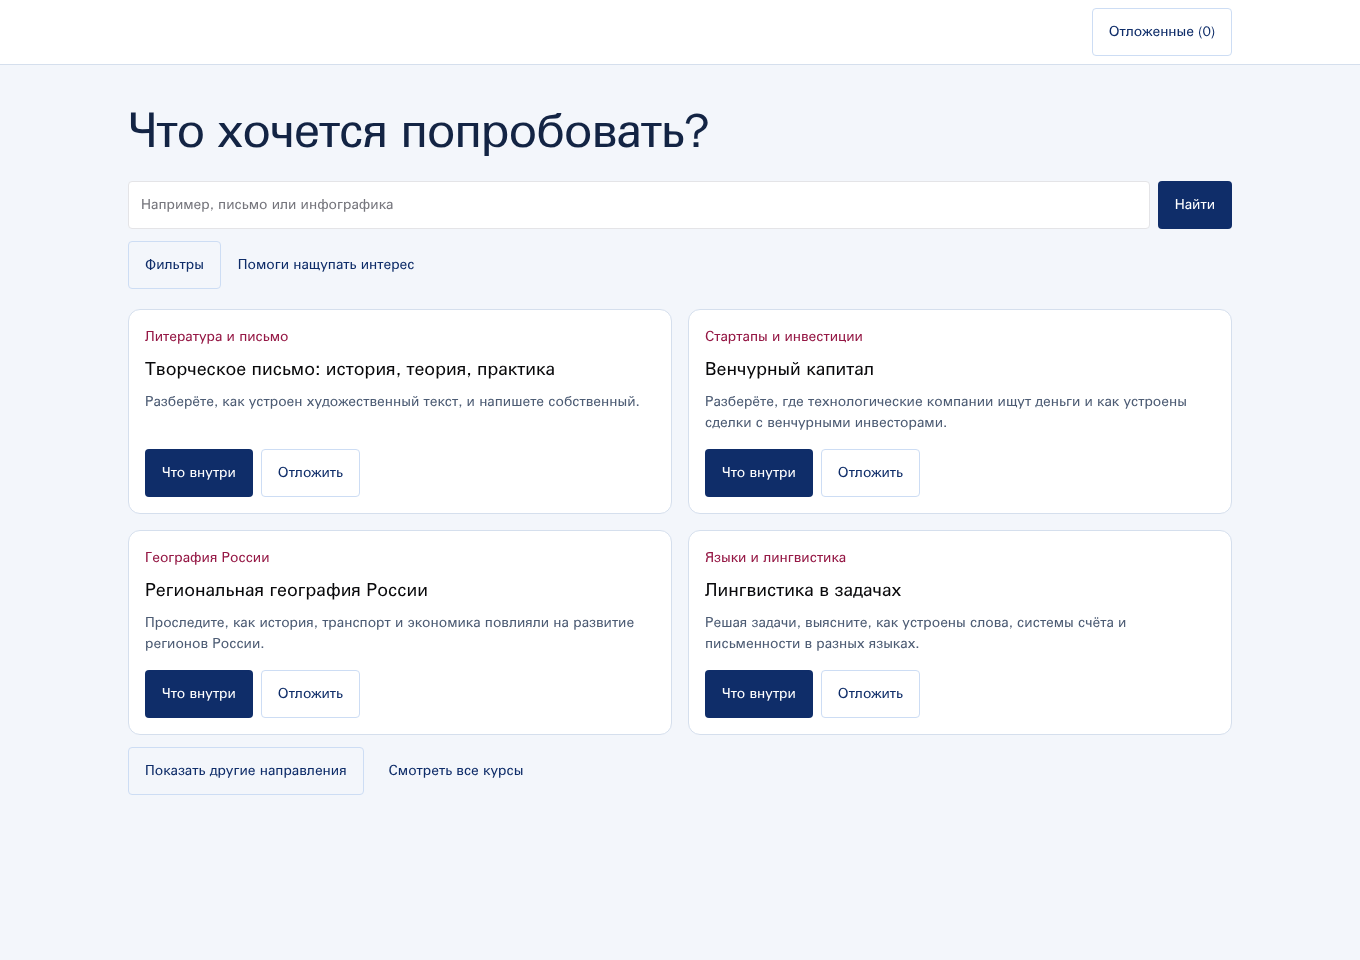 Отложенные (0)
Что хочется попробовать?
Например, письмо или инфографика
Найти
Фильтры
Помоги нащупать интерес
Литература и письмо
Творческое письмо: история, теория, практика
Разберёте, как устроен художественный текст, и напишете собственный.
Что внутри
Отложить
Стартапы и инвестиции
Венчурный капитал
Разберёте, где технологические компании ищут деньги и как устроены
сделки с венчурными инвесторами.
Что внутри
Отложить
География России
Региональная география России
Проследите, как история, транспорт и экономика повлияли на развитие
регионов России.
Что внутри
Отложить
Языки и лингвистика
Лингвистика в задачах
Решая задачи, выясните, как устроены слова, системы счёта и
письменности в разных языках.
Что внутри
Отложить
Показать другие направления
Смотреть все курсы